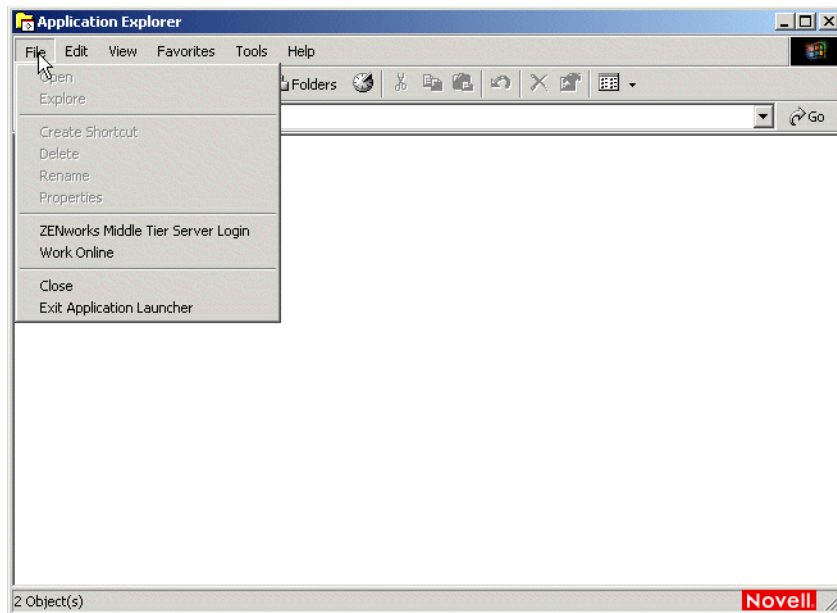 Application Explorer
File Edit View Favorites Tools Help
Open
Folders
Explore
Go
Create Shortcut
Delete
Rename
Properties
ZENworks Middle Tier Server Login
Work Online
Close
Exit Application Launcher
2 Object(s)
Novell.